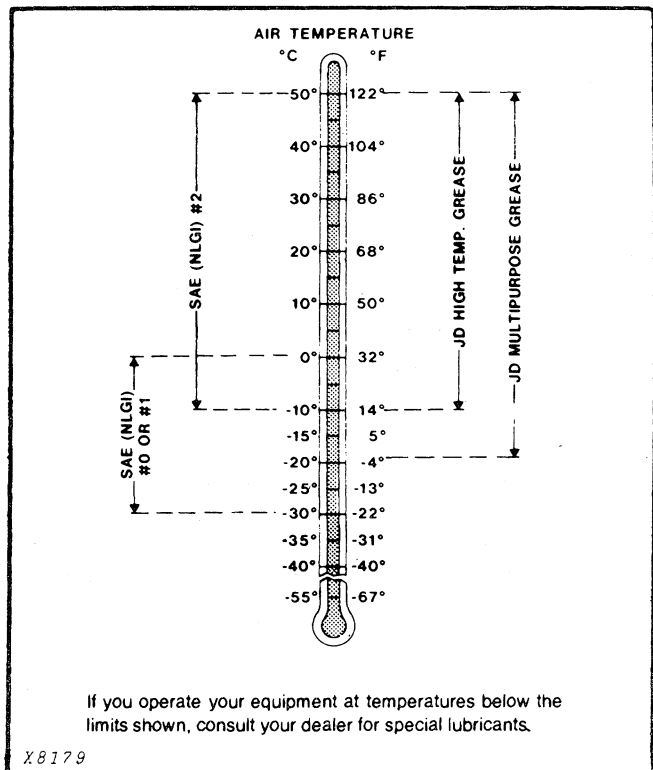 AIR TEMPERATURE
°C °F
50° 122°
40° 104°
30° 86°
20° 68°
10° 50°
0° 32°
-10° 14°
-15° 5°
-20° -4°
-25° -13°
-30° -22°
-35° -31°
-40° -40°
-55° -67°
SAE (NLGI) #2
SAE (NLGI)
#0 OR #1
JD HIGH TEMP. GREASE
JD MULTIPURPOSE GREASE
If you operate your equipment at temperatures below the
limits shown, consult your dealer for special lubricants.
X8179